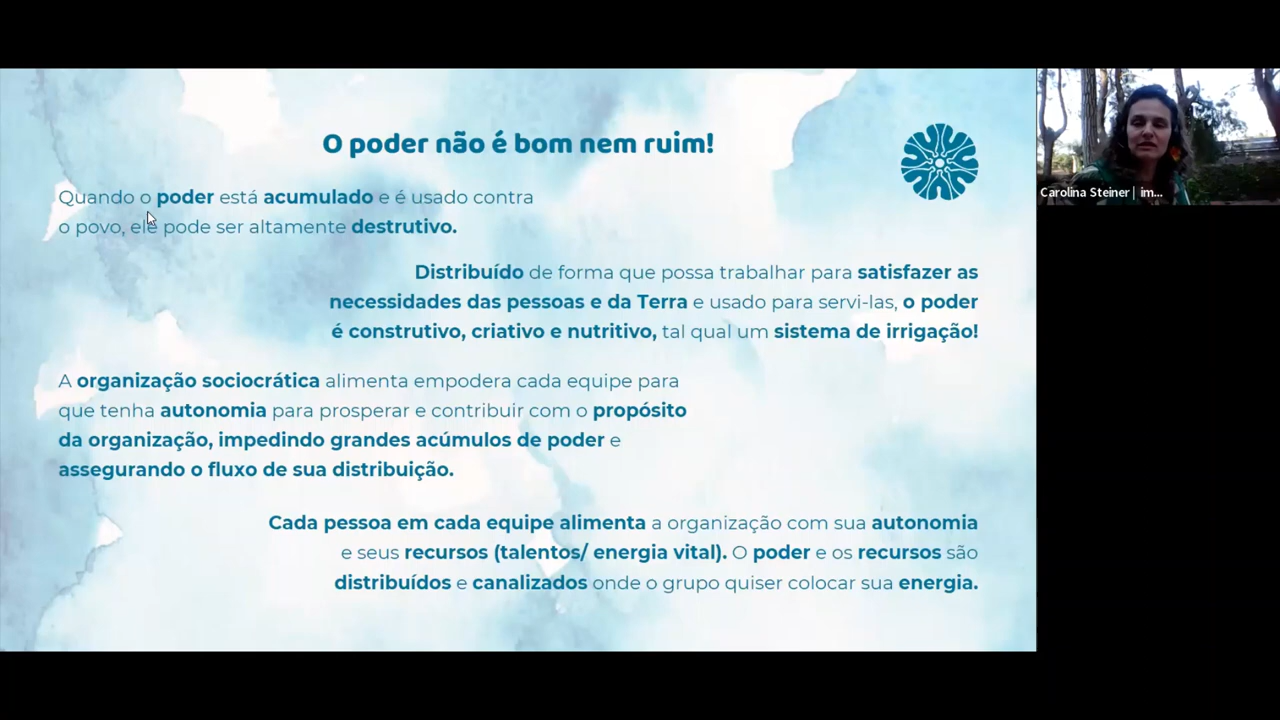 O poder não é bom nem ruim!
Quando o poder está acumulado e é usado contra
o povo, ele pode ser altamente destrutivo.
Distribuído de forma que possa trabalhar para satisfazer as
necessidades das pessoas e da Terra e usado para servi-las, o poder
é construtivo, criativo e nutritivo, tal qual um sistema de irrigação!
A organização sociocrática alimenta empodera cada equipe para
que tenha autonomia para prosperar e contribuir com o propósito
da organização, impedindo grandes acúmulos de poder e
assegurando o fluxo de sua distribuição.
Cada pessoa em cada equipe alimenta a organização com sua autonomia
e seus recursos (talentos/ energia vital). O poder e os recursos são
distribuídos e canalizados onde o grupo quiser colocar sua energia.
Carolina Steiner| im...